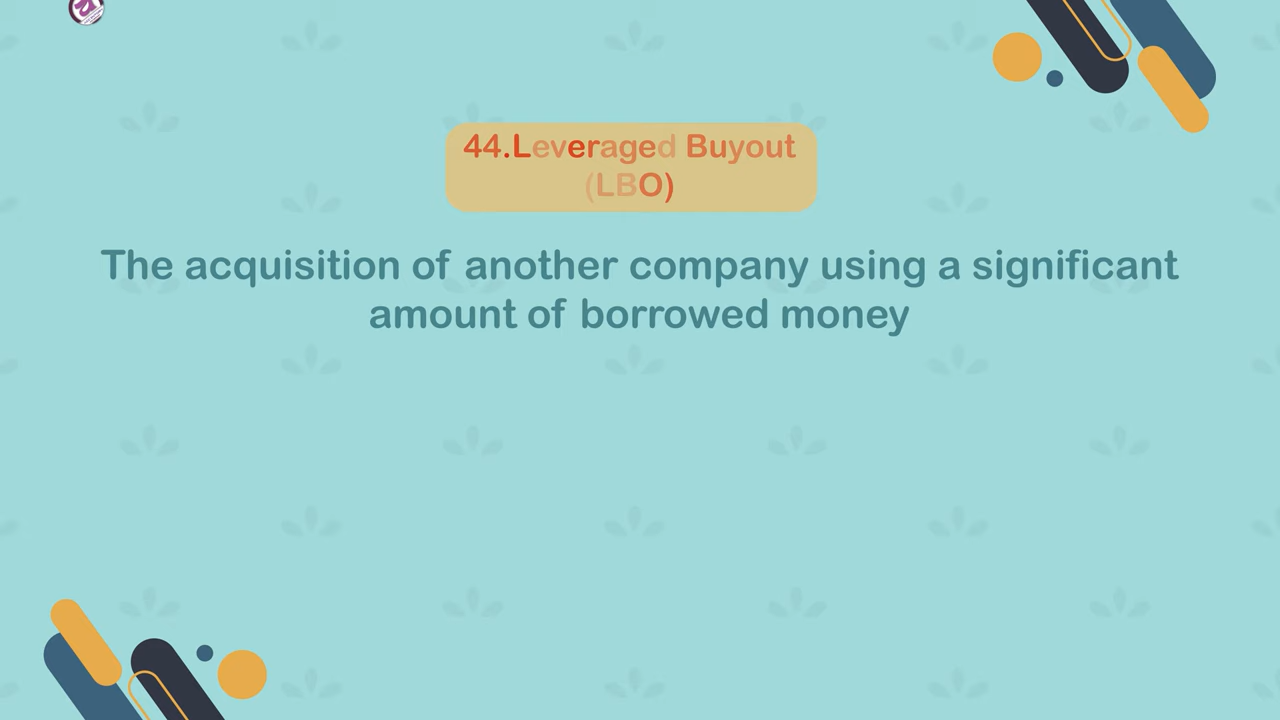 44.Leveraged Buyout
(LBO)
The acquisition of another company using a significant
amount of borrowed money